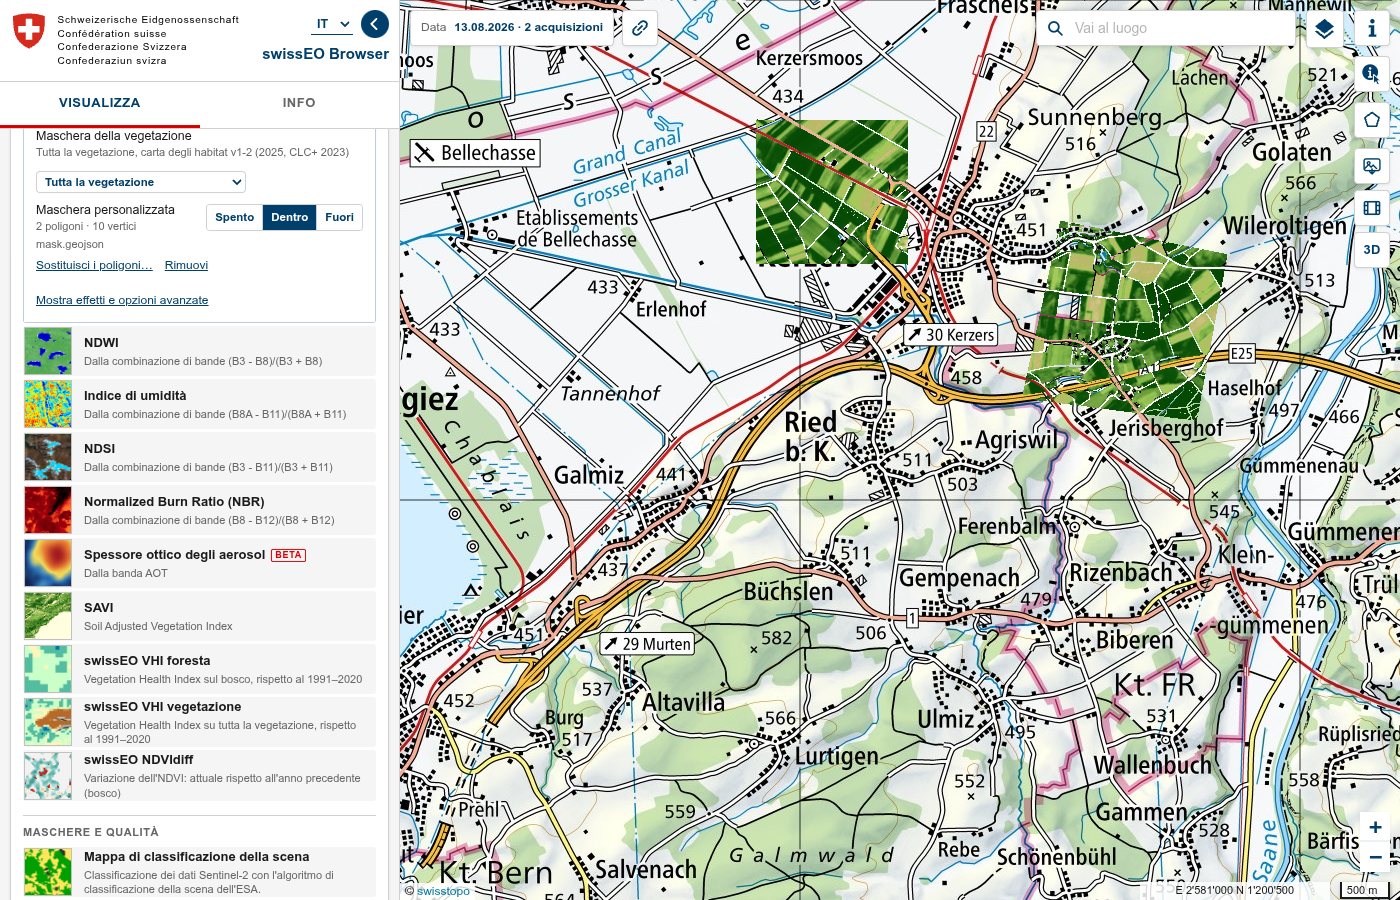 Schweizerische Eidgenossenschaft
Confédération suisse
Confederazione Svizzera
Confederaziun svizra
IT
swissEO Browser
VISUALIZZA
INFO
Maschera della vegetazione
Tutta la vegetazione, carta degli habitat v1-2 (2025, CLC+ 2023)
Tutta la vegetazione
Maschera personalizzata
2 poligoni · 10 vertici
mask.geojson
Spento
Dentro
Fuori
Sostituisci i poligoni…
Rimuovi
Mostra effetti e opzioni avanzate
NDWI
Dalla combinazione di bande (B3 - B8)/(B3 + B8)
Indice di umidità
Dalla combinazione di bande (B8A - B11)/(B8A + B11)
NDSI
Dalla combinazione di bande (B3 - B11)/(B3 + B11)
Normalized Burn Ratio (NBR)
Dalla combinazione di bande (B8 - B12)/(B8 + B12)
Spessore ottico degli aerosol BETA
Dalla banda AOT
SAVI
Soil Adjusted Vegetation Index
swissEO VHI foresta
Vegetation Health Index sul bosco, rispetto al 1991–2020
swissEO VHI vegetazione
Vegetation Health Index su tutta la vegetazione, rispetto
al 1991–2020
swissEO NDVIdiff
Variazione dell'NDVI: attuale rispetto all'anno precedente
(bosco)
MASCHERE E QUALITÀ
Mappa di classificazione della scena
Classificazione dei dati Sentinel-2 con l'algoritmo di
classificazione della scena dell'ESA.
Data 13.08.2026 · 2 acquisizioni
Vai al luogo
3D
Fräschels
Kerzersmoos
434
22
Lachen
521
Sunnenberg
516
Golaten
566
Bellechasse
Grand Canal
Grosser Kanal
Etablissements
de Bellechasse
451
Wileroltigen
513
433
Erlenhof
433
30 Kerzers
E25
458
Tannenhof
Haselhof
497
466
giez
Chablais
Ried
b. K.
Agriswil
Jerisberghof
Galmiz
441
511
503
Gümmenenau
545
Ferenbalm
Klein-
gümmenen
511
437
Büchslen
Gempenach
479
Rizenbach
476
1
451
29 Murten
582
506
Biberen
Kt. FR
452
537
Altavilla
Burg
517
566
Ulmiz
495
531
Lurtigen
Wallenbuch
Rüplisried
552
558
Prehl
559
Gammen
528
Galmwald
Rebe
Schönenbühl
Kt. Bern
Salvenach
564
Saane
© swisstopo
E 2'581'000 N 1'200'500
500 m